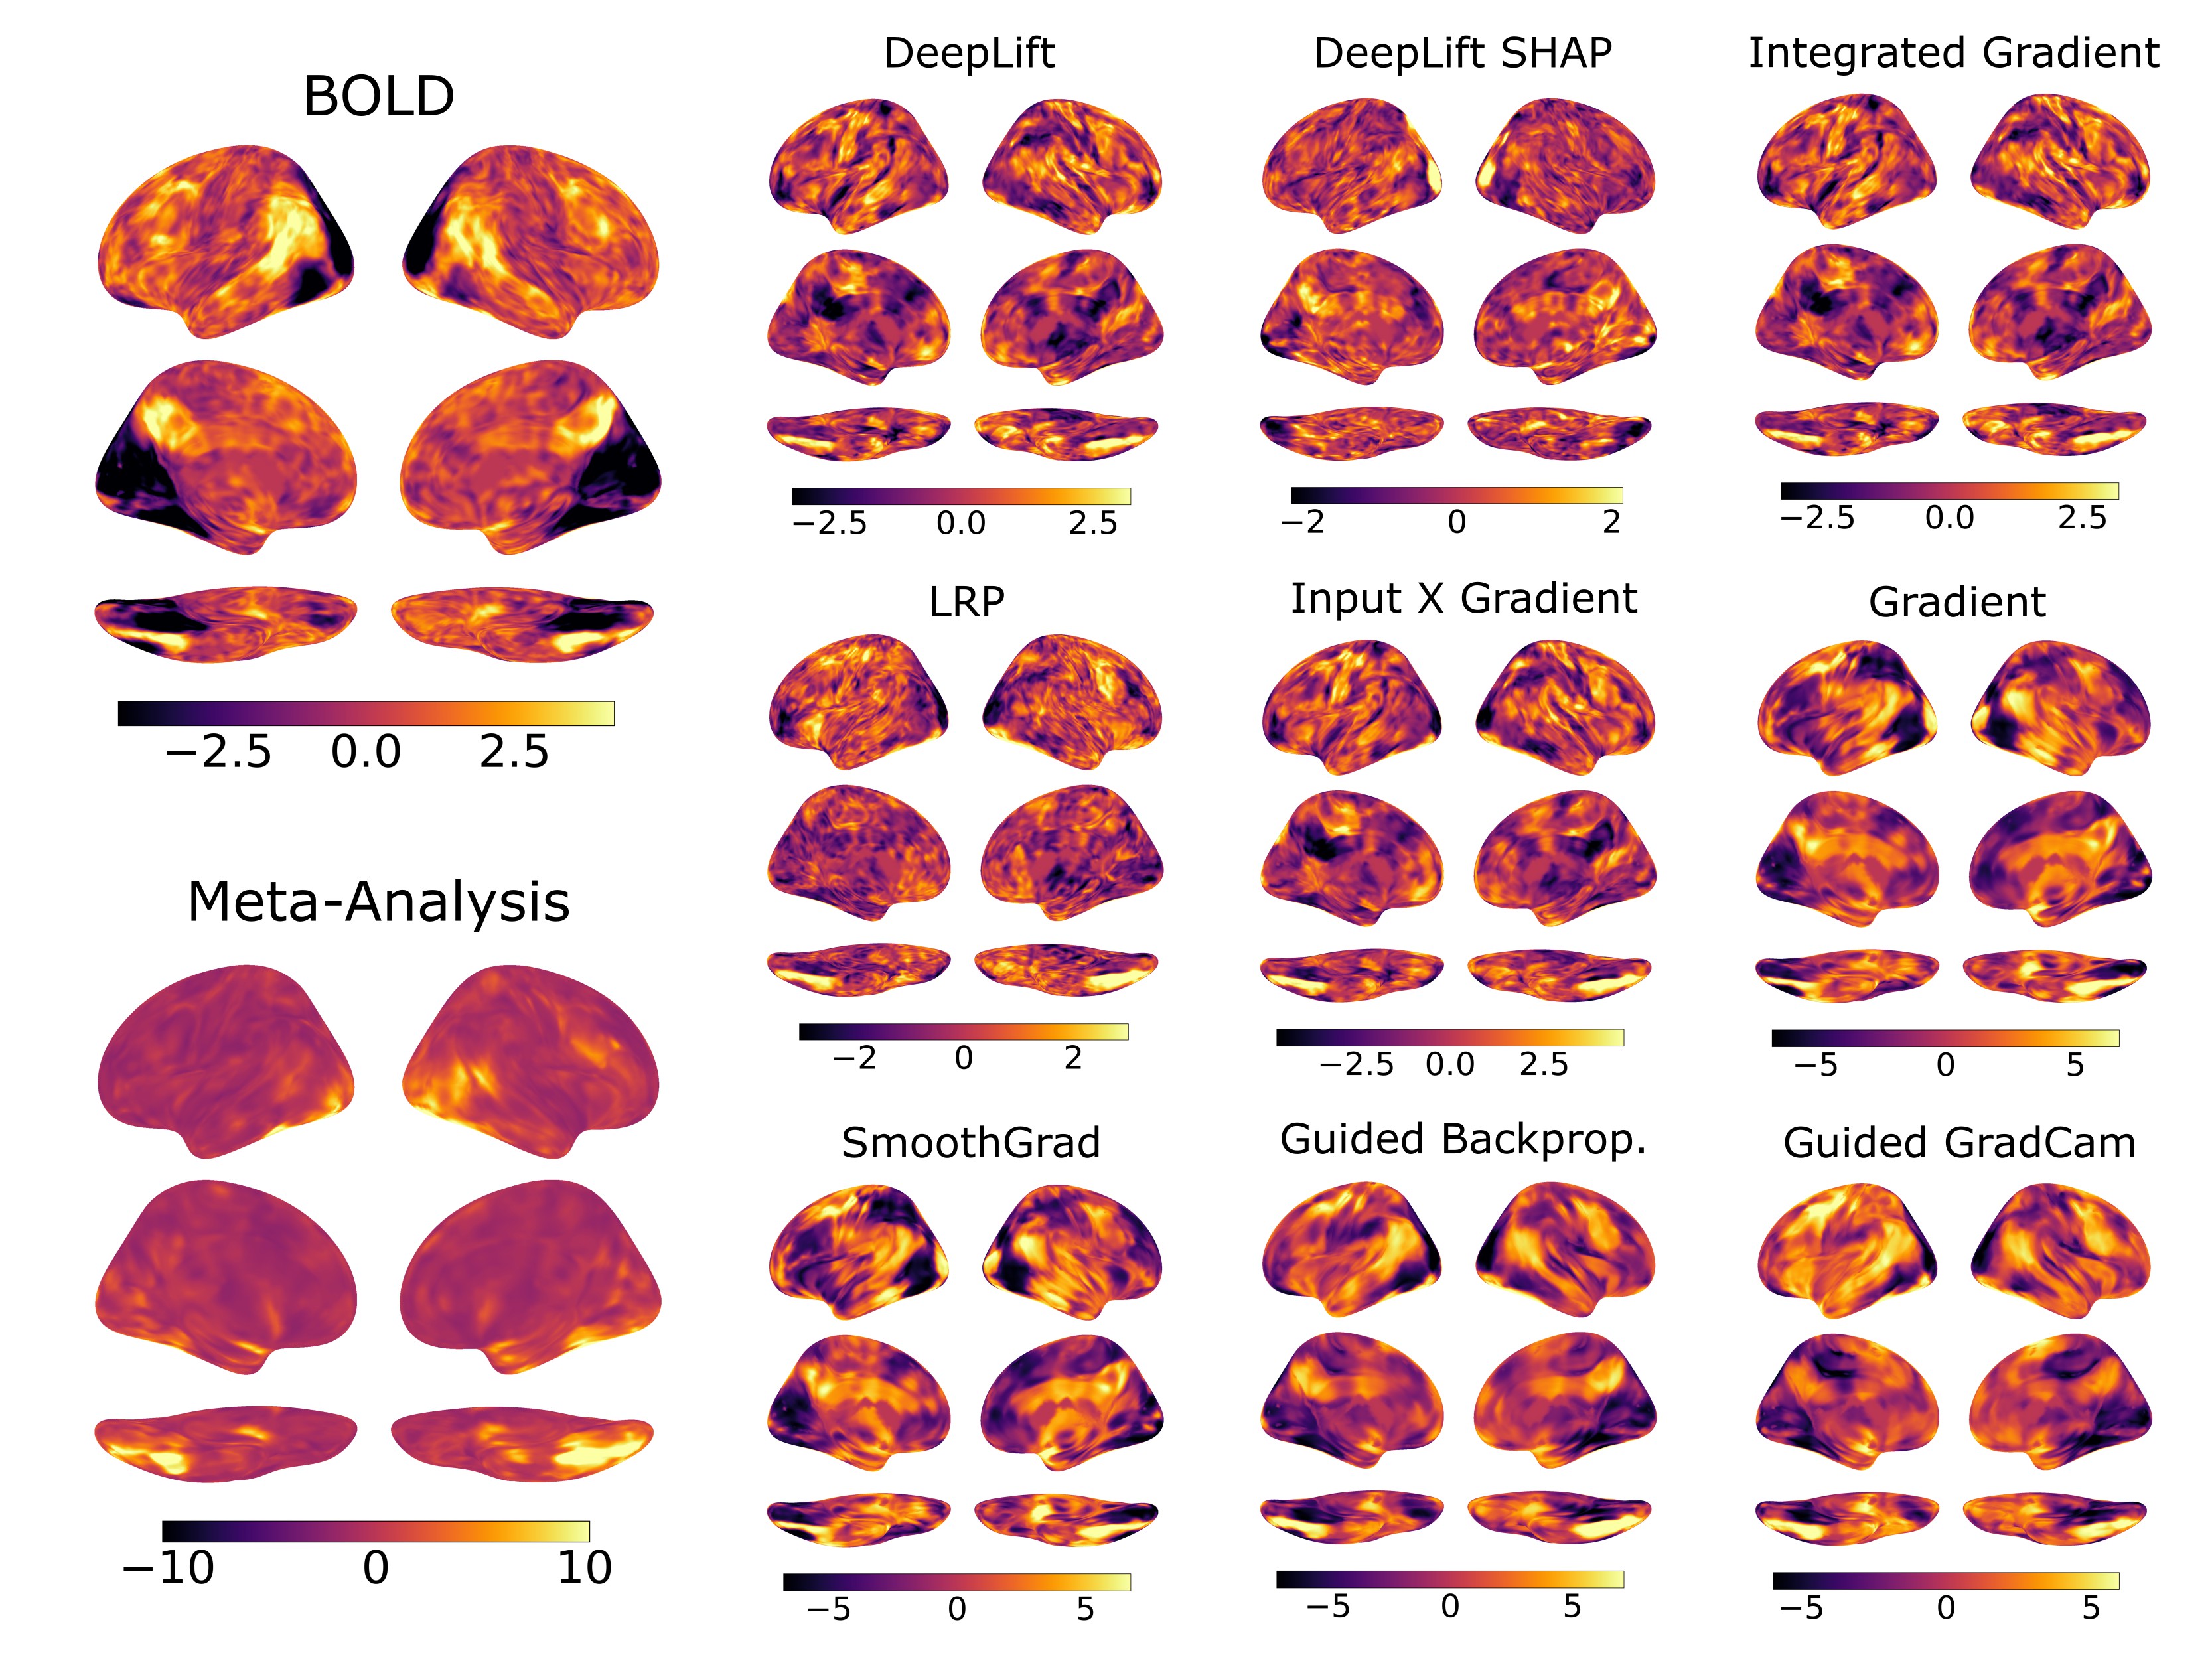 BOLD
−2.5 0.0 2.5
Meta-Analysis
−10 0 10
DeepLift
−2.5 0.0 2.5
DeepLift SHAP
−2 0 2
Integrated Gradient
−2.5 0.0 2.5
LRP
−2 0 2
Input X Gradient
−2.5 0.0 2.5
Gradient
−5 0 5
SmoothGrad
−5 0 5
Guided Backprop.
−5 0 5
Guided GradCam
−5 0 5